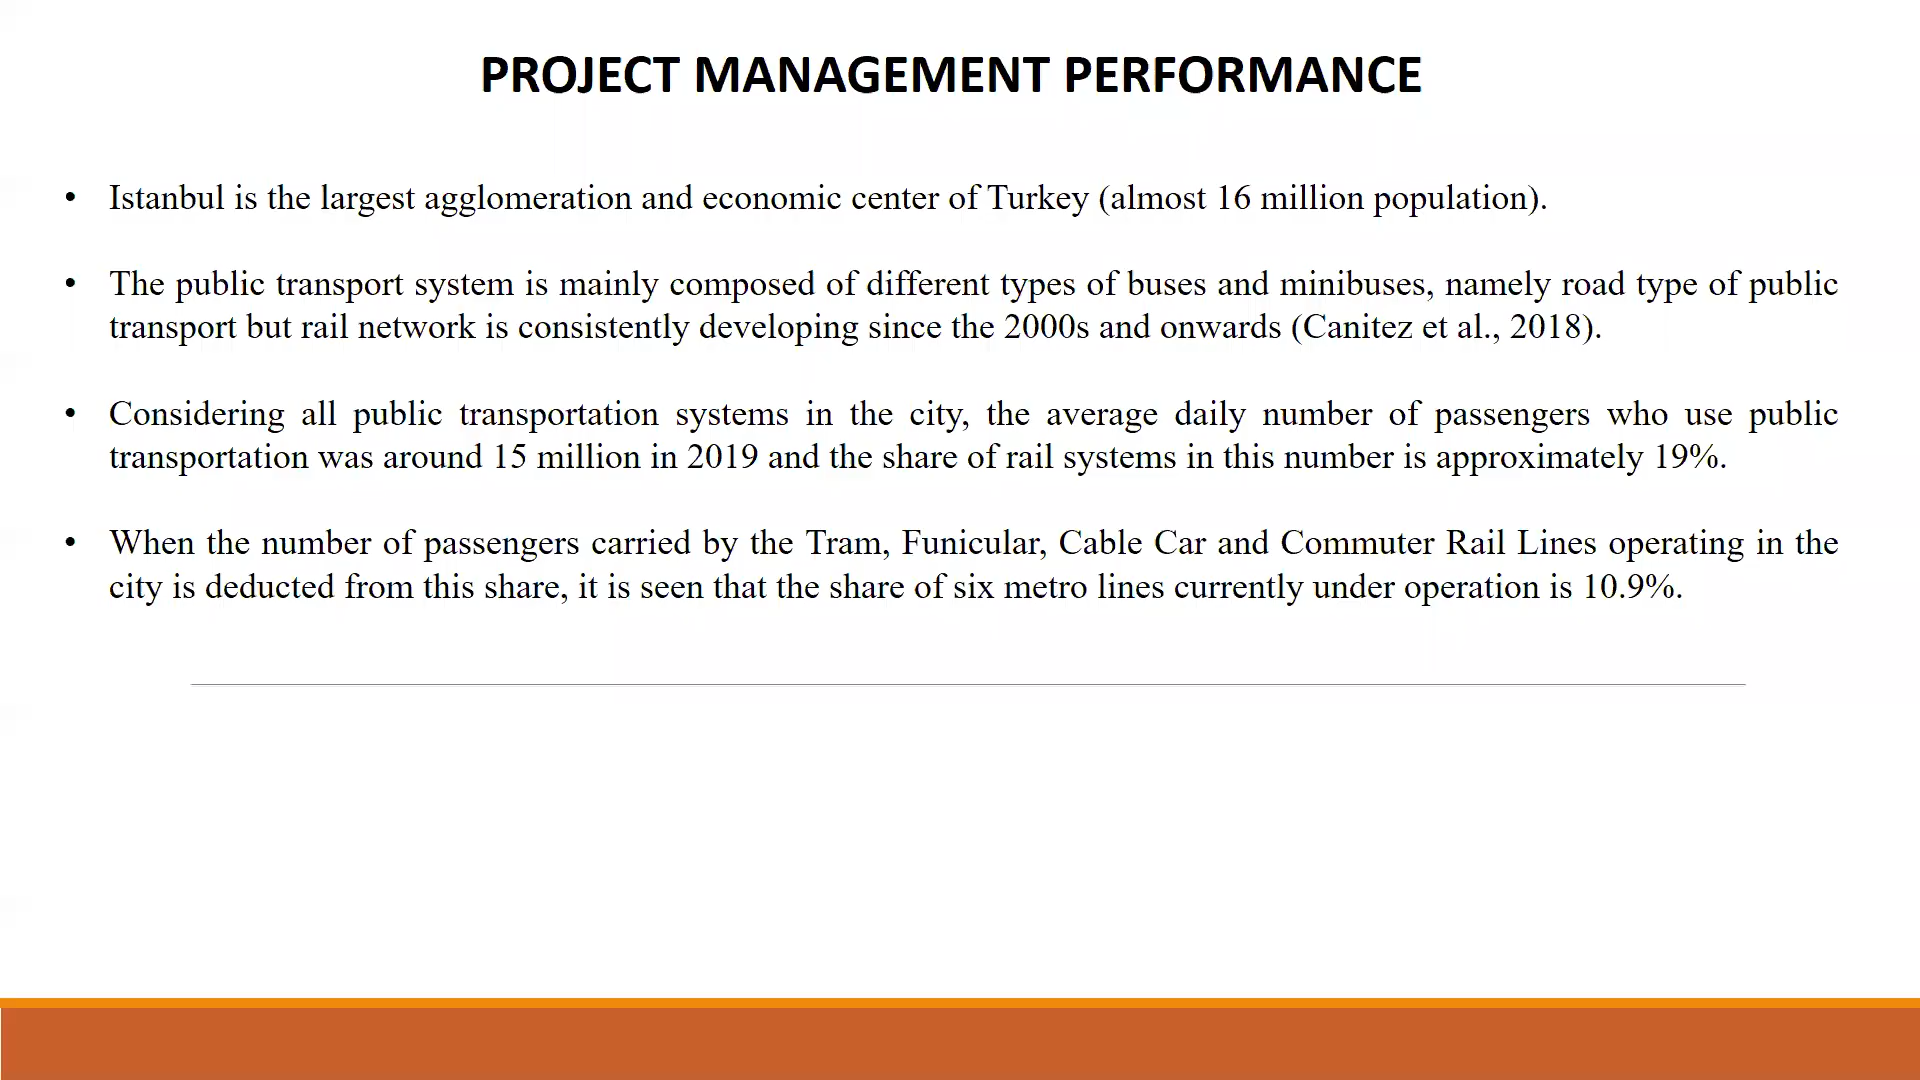 PROJECT MANAGEMENT PERFORMANCE
• Istanbul is the largest agglomeration and economic center of Turkey (almost 16 million population).
• The public transport system is mainly composed of different types of buses and minibuses, namely road type of public
transport but rail network is consistently developing since the 2000s and onwards (Canitez et al., 2018).
• Considering all public transportation systems in the city, the average daily number of passengers who use public
transportation was around 15 million in 2019 and the share of rail systems in this number is approximately 19%.
• When the number of passengers carried by the Tram, Funicular, Cable Car and Commuter Rail Lines operating in the
city is deducted from this share, it is seen that the share of six metro lines currently under operation is 10.9%.